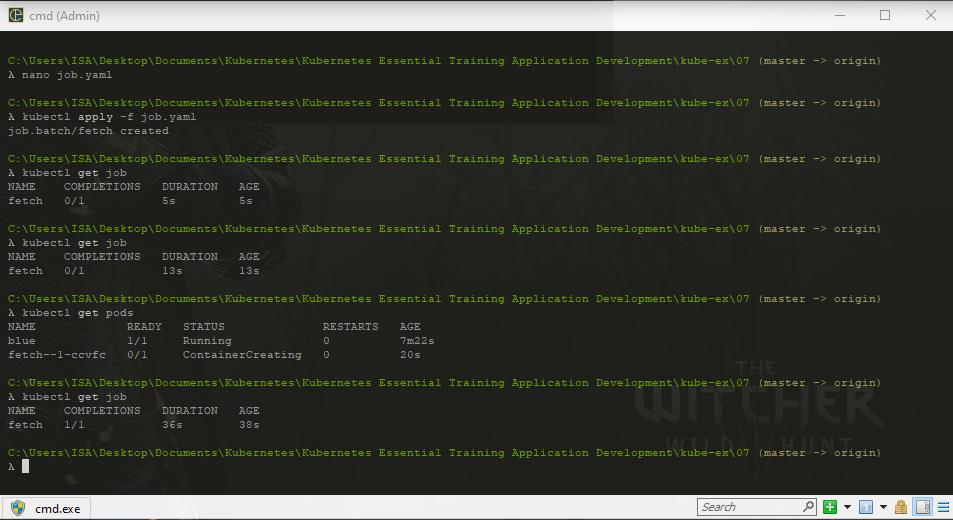 cmd (Admin)
C:\Users\ISA\Desktop\Documents\Kubernetes\Kubernetes Essential Training Application Development\kube-ex\07 (master -> origin)
λ nano job.yaml
C:\Users\ISA\Desktop\Documents\Kubernetes\Kubernetes Essential Training Application Development\kube-ex\07 (master -> origin)
λ kubectl apply -f job.yaml
job.batch/fetch created
C:\Users\ISA\Desktop\Documents\Kubernetes\Kubernetes Essential Training Application Development\kube-ex\07 (master -> origin)
λ kubectl get job
NAME    COMPLETIONS   DURATION   AGE
fetch   0/1           5s         5s
C:\Users\ISA\Desktop\Documents\Kubernetes\Kubernetes Essential Training Application Development\kube-ex\07 (master -> origin)
λ kubectl get job
NAME    COMPLETIONS   DURATION   AGE
fetch   0/1           13s        13s
C:\Users\ISA\Desktop\Documents\Kubernetes\Kubernetes Essential Training Application Development\kube-ex\07 (master -> origin)
λ kubectl get pods
NAME             READY   STATUS              RESTARTS   AGE
blue             1/1     Running             0          7m22s
fetch--1-ccvfc   0/1     ContainerCreating   0          20s
C:\Users\ISA\Desktop\Documents\Kubernetes\Kubernetes Essential Training Application Development\kube-ex\07 (master -> origin)
λ kubectl get job
NAME    COMPLETIONS   DURATION   AGE
fetch   1/1           36s        38s
C:\Users\ISA\Desktop\Documents\Kubernetes\Kubernetes Essential Training Application Development\kube-ex\07 (master -> origin)
λ
THE
WITCHER
WILD HUNT
cmd.exe
Search
1